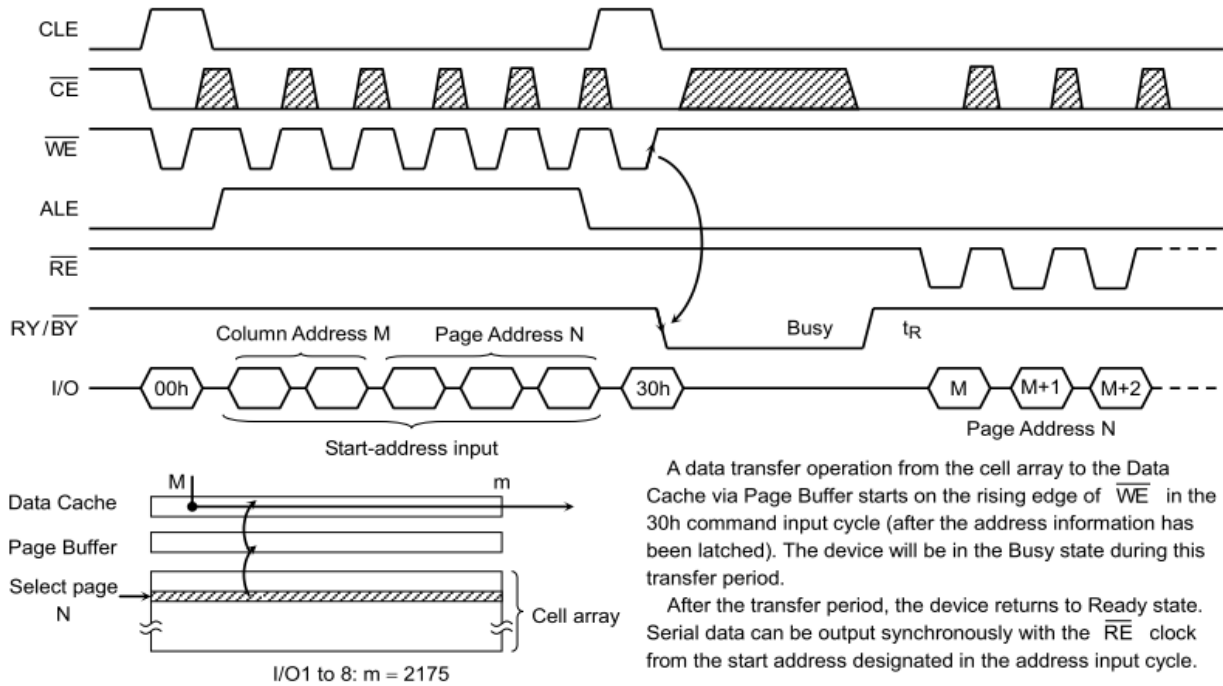 CLE
CE
WE
ALE
RE
RY/BY Busy tR
Column Address M Page Address N
I/O 00h 30h M M+1 M+2
Start-address input Page Address N
M m
Data Cache
Page Buffer
Select page
N
Cell array
I/O1 to 8: m = 2175
A data transfer operation from the cell array to the Data
Cache via Page Buffer starts on the rising edge of WE in the
30h command input cycle (after the address information has
been latched). The device will be in the Busy state during this
transfer period.
After the transfer period, the device returns to Ready state.
Serial data can be output synchronously with the RE clock
from the start address designated in the address input cycle.